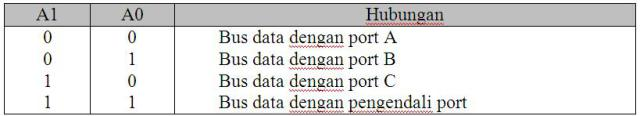 A1 A0 Hubungan
0 0 Bus data dengan port A
0 1 Bus data dengan port B
1 0 Bus data dengan port C
1 1 Bus data dengan pengendali port